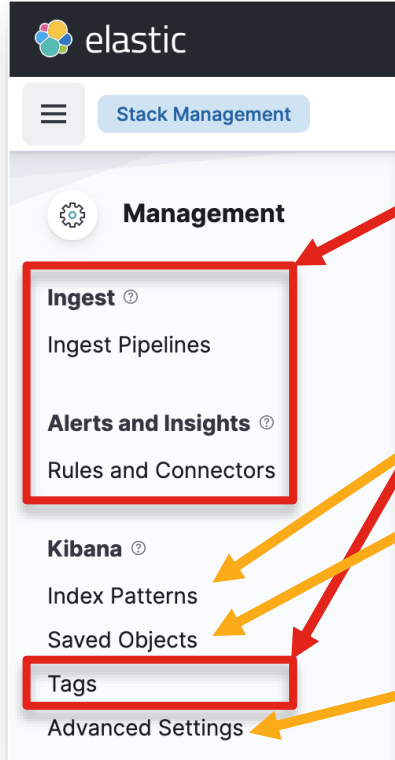 elastic
Stack Management
Management
Ingest
Ingest Pipelines
Alerts and Insights
Rules and Connectors
Kibana
Index Patterns
Saved Objects
Tags
Advanced Settings